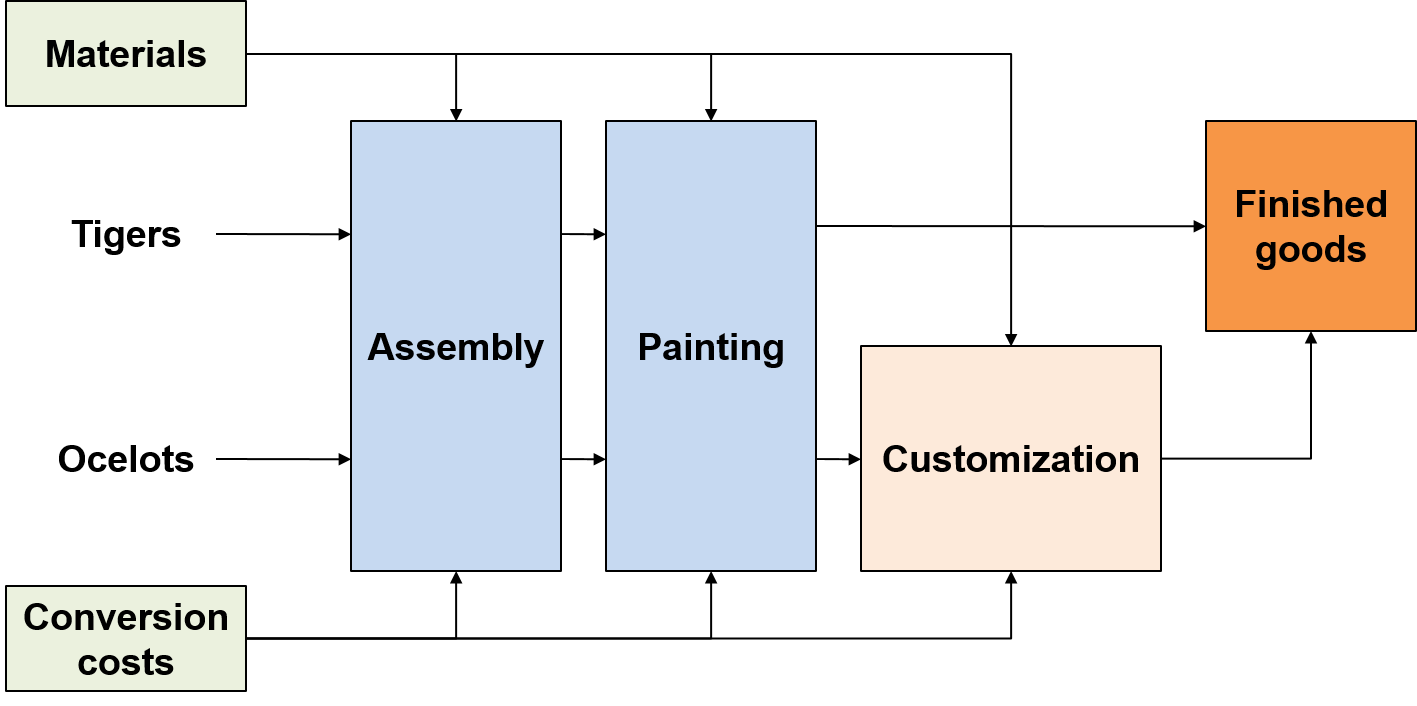 Materials
Tigers
Assembly
Painting
Finished
goods
Ocelots
Customization
Conversion
costs